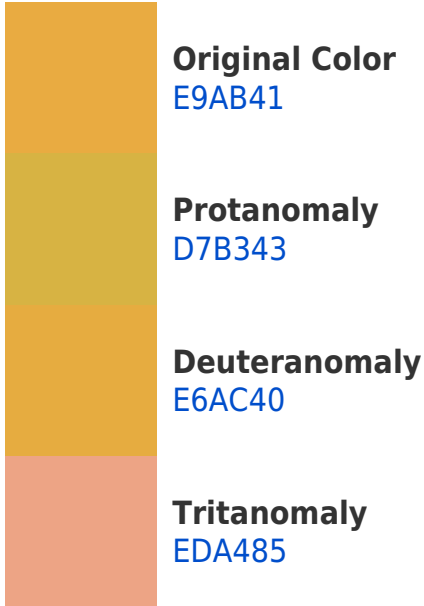 Original Color
E9AB41
Protanomaly
D7B343
Deuteranomaly
E6AC40
Tritanomaly
EDA485